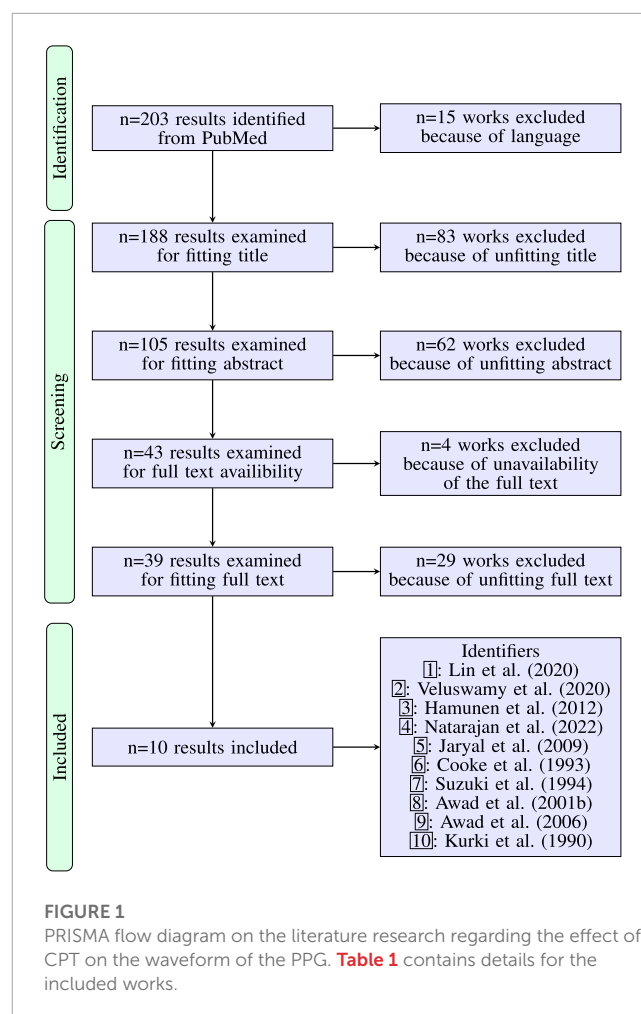 Identification
n=203 results identified
from PubMed
n=15 works excluded
because of language
Screening
n=188 results examined
for fitting title
n=83 works excluded
because of unfitting title
n=105 results examined
for fitting abstract
n=62 works excluded
because of unfitting abstract
n=43 results examined
for full text availibility
n=4 works excluded
because of unavailability
of the full text
n=39 results examined
for fitting full text
n=29 works excluded
because of unfitting full text
Included
n=10 results included
Identifiers
1: Lin et al. (2020)
2: Veluswamy et al. (2020)
3: Hamunen et al. (2012)
4: Natarajan et al. (2022)
5: Jaryal et al. (2009)
6: Cooke et al. (1993)
7: Suzuki et al. (1994)
8: Awad et al. (2001b)
9: Awad et al. (2006)
10: Kurki et al. (1990)
FIGURE 1
PRISMA flow diagram on the literature research regarding the effect of
CPT on the waveform of the PPG. Table 1 contains details for the
included works.